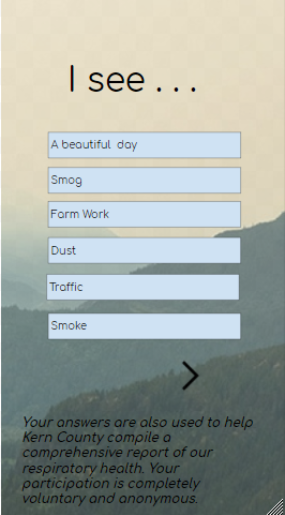 I see . . .
A beautiful day
Smog
Farm Work
Dust
Traffic
Smoke
Your answers are also used to help
Kern County compile a
comprehensive report of our
respiratory health. Your
participation is completely
voluntary and anonymous.